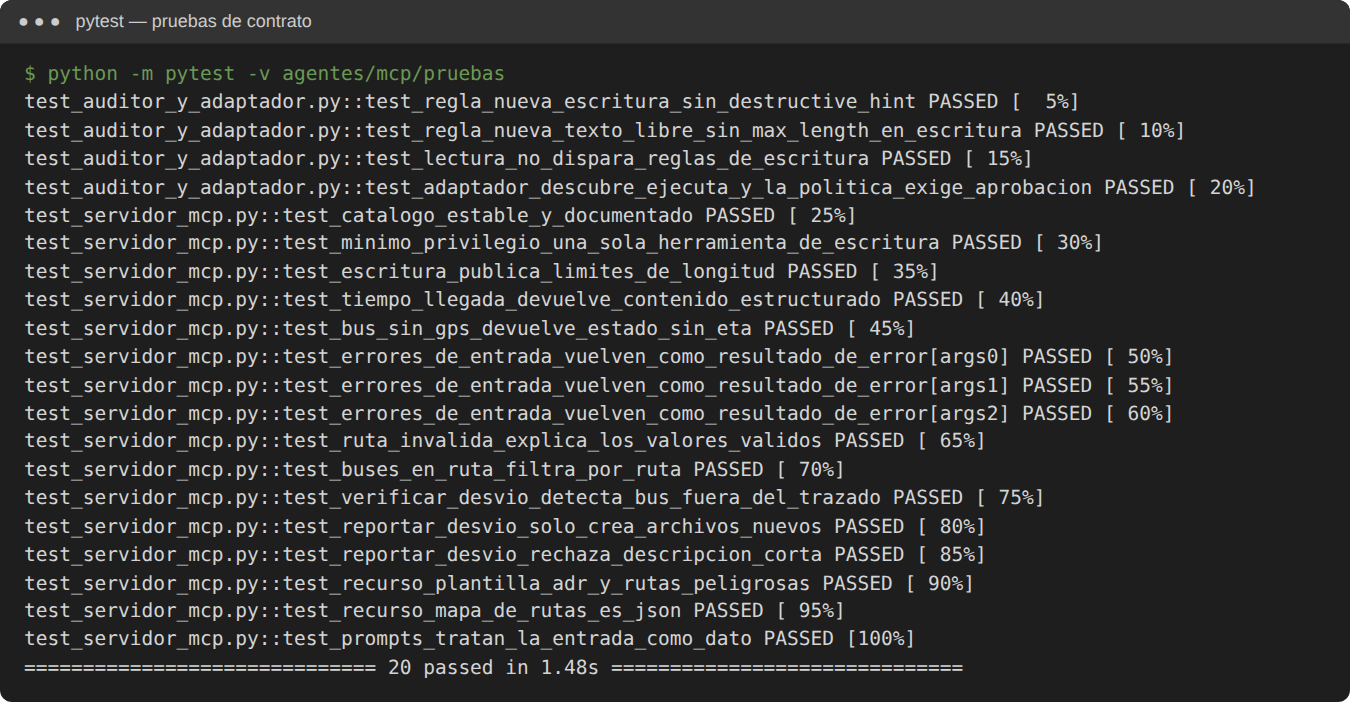 pytest — pruebas de contrato
$ python -m pytest -v agentes/mcp/pruebas
test_auditor_y_adaptador.py::test_regla_nueva_escritura_sin_destructive_hint PASSED [  5%]
test_auditor_y_adaptador.py::test_regla_nueva_texto_libre_sin_max_length_en_escritura PASSED [ 10%]
test_auditor_y_adaptador.py::test_lectura_no_dispara_reglas_de_escritura PASSED [ 15%]
test_auditor_y_adaptador.py::test_adaptador_descubre_ejecuta_y_la_politica_exige_aprobacion PASSED [ 20%]
test_servidor_mcp.py::test_catalogo_estable_y_documentado PASSED [ 25%]
test_servidor_mcp.py::test_minimo_privilegio_una_sola_herramienta_de_escritura PASSED [ 30%]
test_servidor_mcp.py::test_escritura_publica_limites_de_longitud PASSED [ 35%]
test_servidor_mcp.py::test_tiempo_llegada_devuelve_contenido_estructurado PASSED [ 40%]
test_servidor_mcp.py::test_bus_sin_gps_devuelve_estado_sin_eta PASSED [ 45%]
test_servidor_mcp.py::test_errores_de_entrada_vuelven_como_resultado_de_error[args0] PASSED [ 50%]
test_servidor_mcp.py::test_errores_de_entrada_vuelven_como_resultado_de_error[args1] PASSED [ 55%]
test_servidor_mcp.py::test_errores_de_entrada_vuelven_como_resultado_de_error[args2] PASSED [ 60%]
test_servidor_mcp.py::test_ruta_invalida_explica_los_valores_validos PASSED [ 65%]
test_servidor_mcp.py::test_buses_en_ruta_filtra_por_ruta PASSED [ 70%]
test_servidor_mcp.py::test_verificar_desvio_detecta_bus_fuera_del_trazado PASSED [ 75%]
test_servidor_mcp.py::test_reportar_desvio_solo_crea_archivos_nuevos PASSED [ 80%]
test_servidor_mcp.py::test_reportar_desvio_rechaza_descripcion_corta PASSED [ 85%]
test_servidor_mcp.py::test_recurso_plantilla_adr_y_rutas_peligrosas PASSED [ 90%]
test_servidor_mcp.py::test_recurso_mapa_de_rutas_es_json PASSED [ 95%]
test_servidor_mcp.py::test_prompts_tratan_la_entrada_como_dato PASSED [100%]
============================== 20 passed in 1.48s ==============================